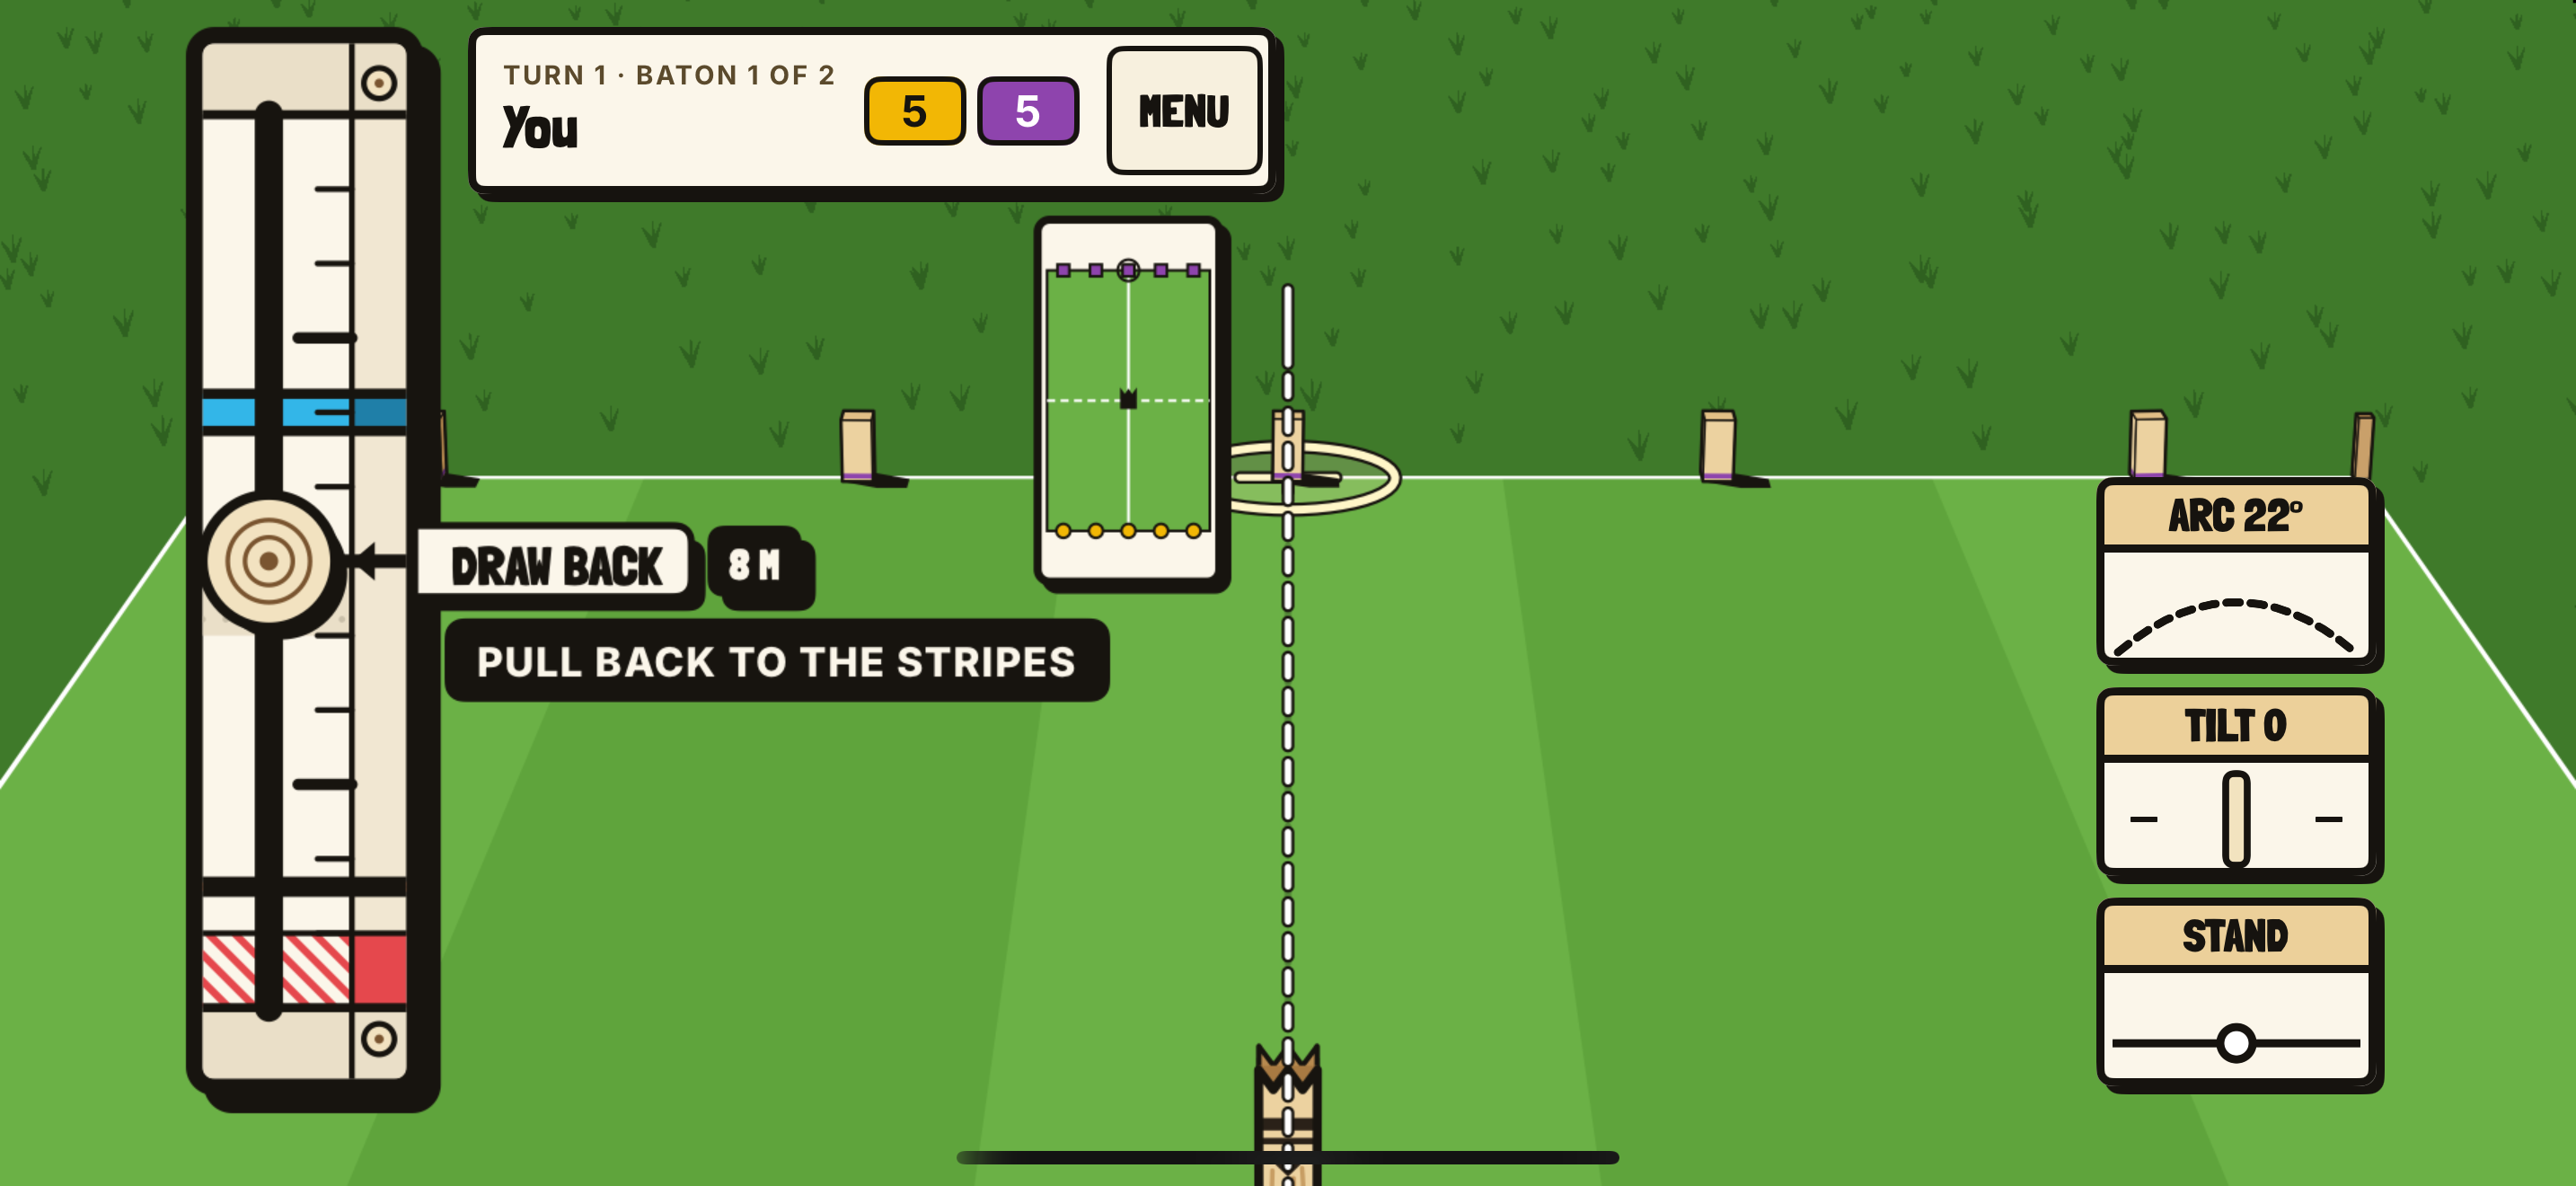 TURN 1 · BATON 1 OF 2
You
5
5
MENU
DRAW BACK
8 M
PULL BACK TO THE STRIPES
ARC 22°
TILT 0
STAND